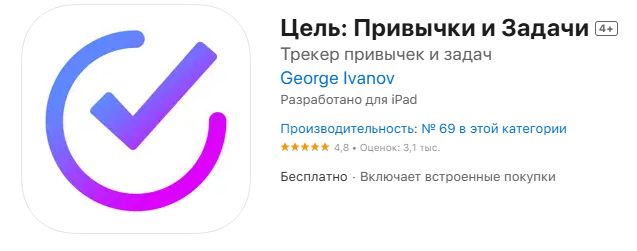 Цель: Привычки и Задачи 4+
Трекер привычек и задач
George Ivanov
Разработано для iPad
Производительность: № 69 в этой категории
★★★★★ 4,8 • Оценок: 3,1 тыс.
Бесплатно · Включает встроенные покупки